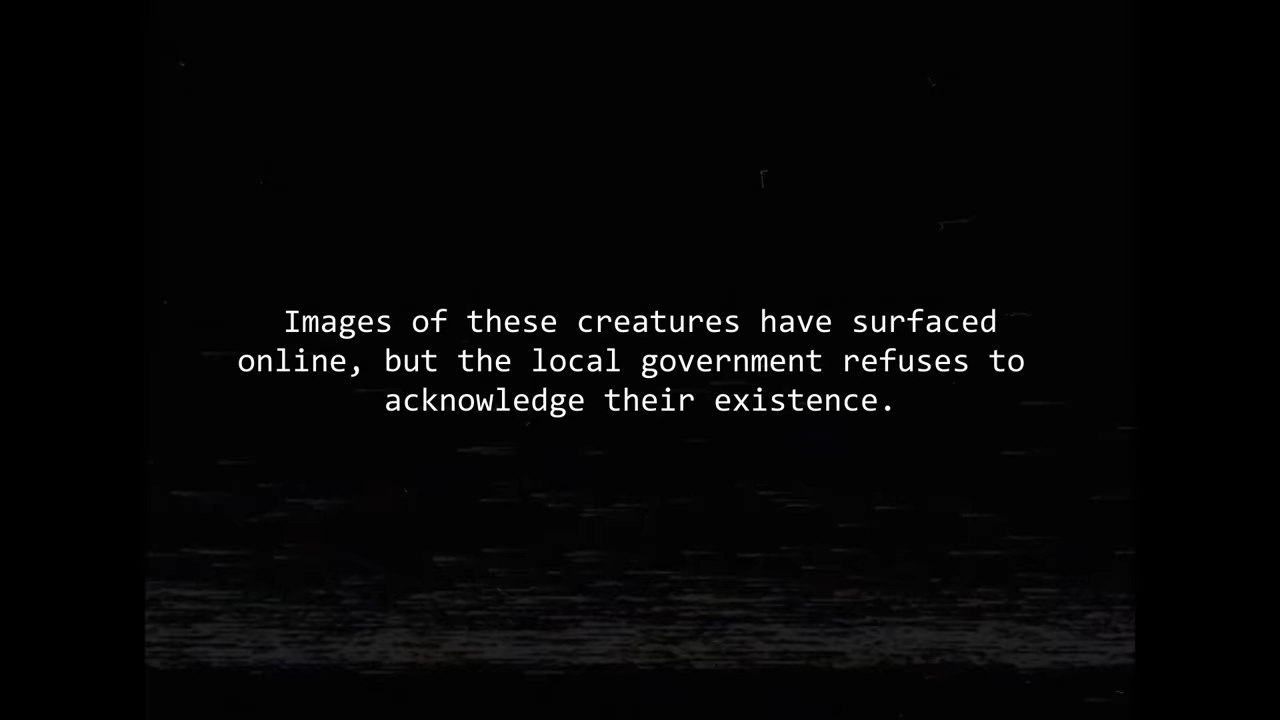 Images of these creatures have surfaced
online, but the local government refuses to
acknowledge their existence.